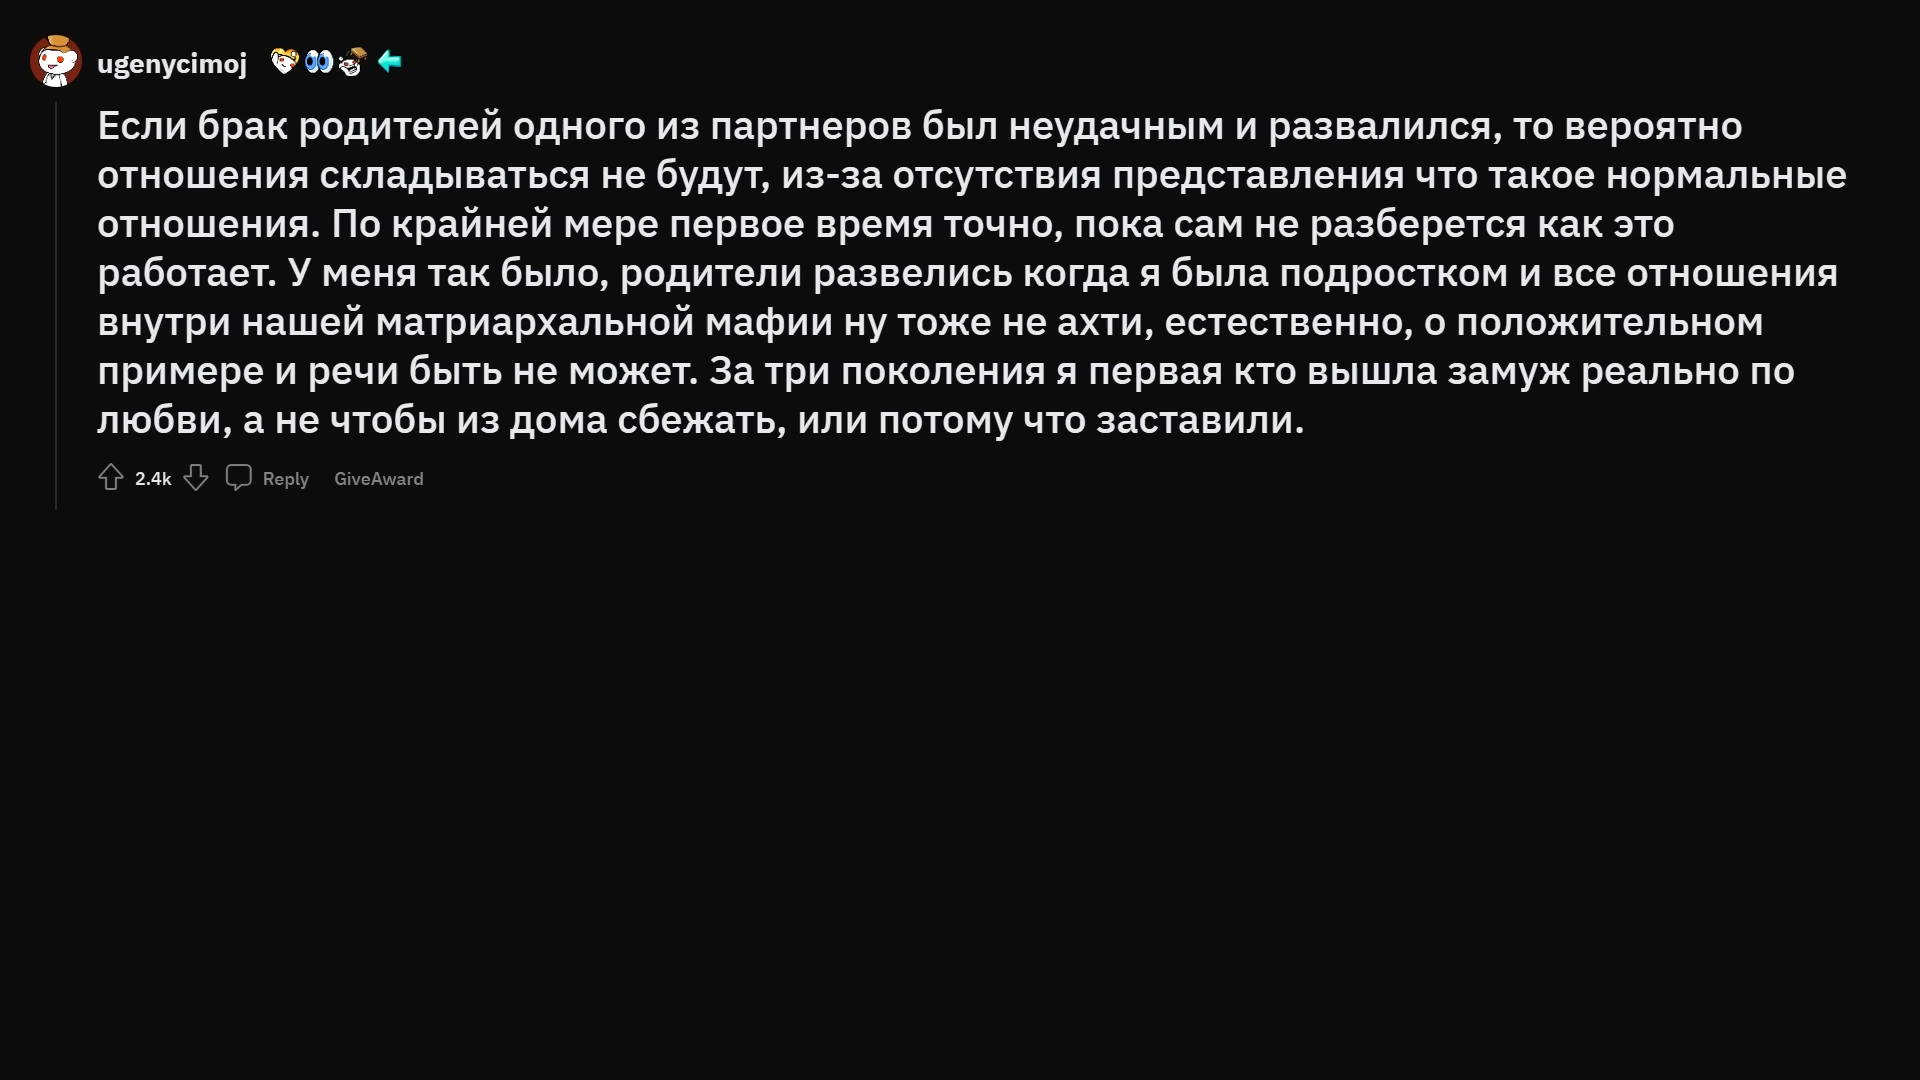 ugenycimoj
Если брак родителей одного из партнеров был неудачным и развалился, то вероятно
отношения складываться не будут, из-за отсутствия представления что такое нормальные
отношения. По крайней мере первое время точно, пока сам не разберется как это
работает. У меня так было, родители развелись когда я была подростком и все отношения
внутри нашей матриархальной мафии ну тоже не ахти, естественно, о положительном
примере и речи быть не может. За три поколения я первая кто вышла замуж реально по
любви, а не чтобы из дома сбежать, или потому что заставили.
2.4k Reply GiveAward